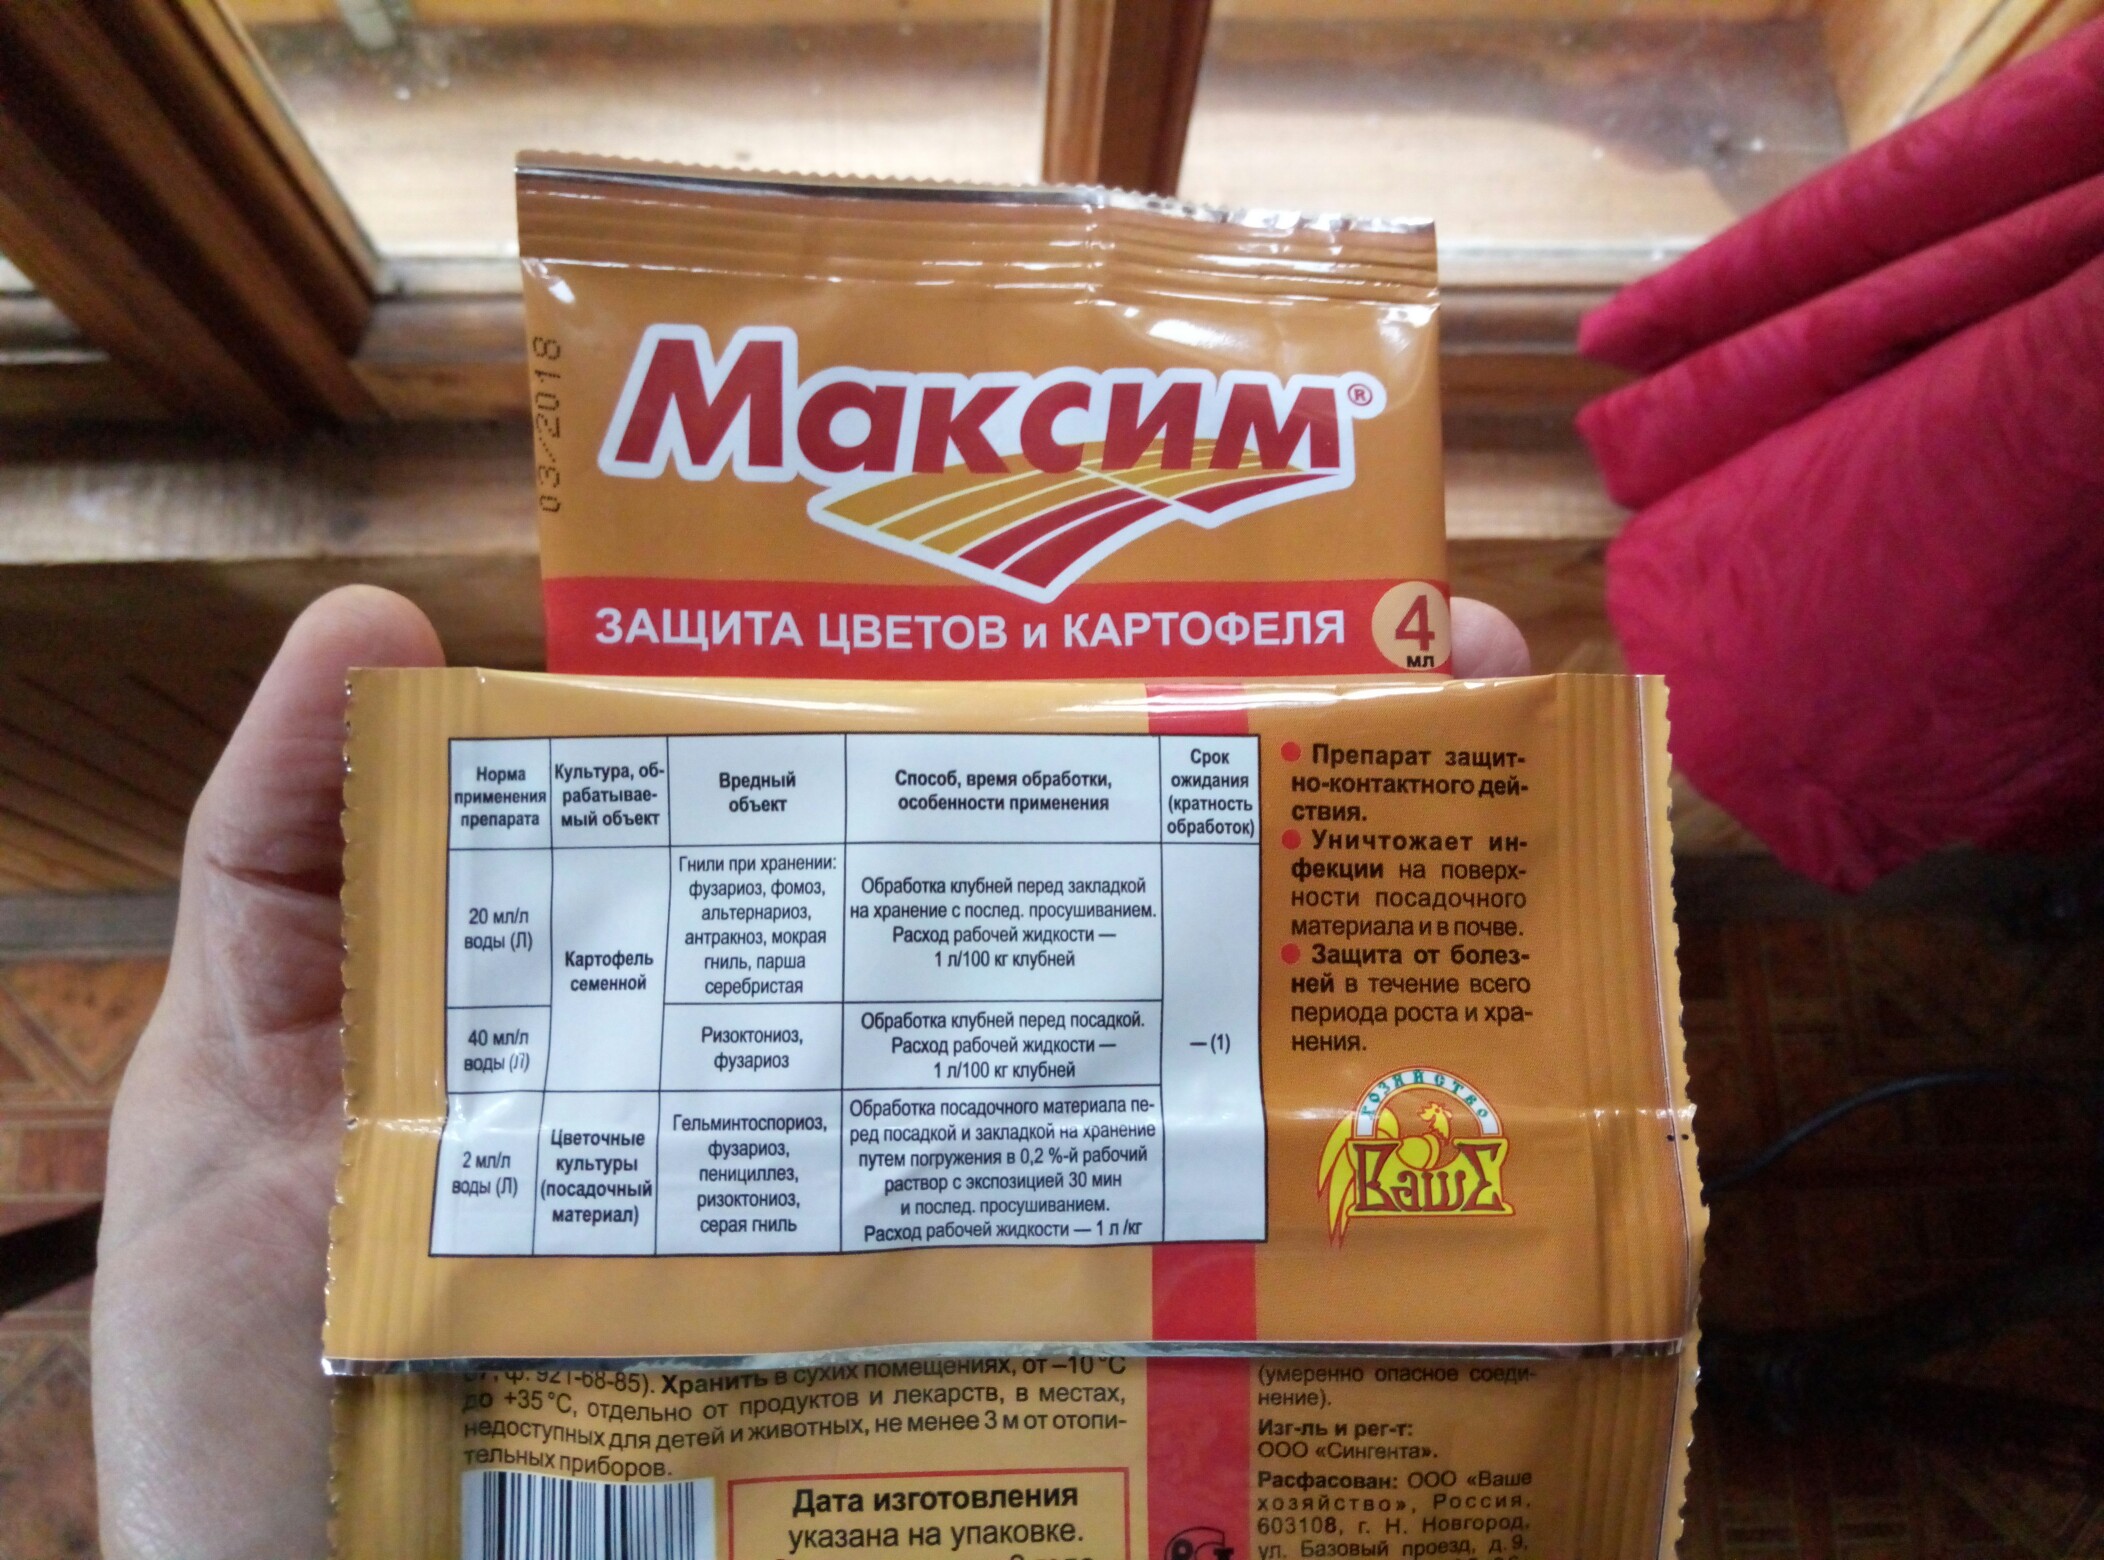 03 2018
Максим®
ЗАЩИТА ЦВЕТОВ и КАРТОФЕЛЯ
4
мл
Норма
применения
препарата
Культура, об-
рабатывае-
мый объект
Вредный
объект
Способ, время обработки,
особенности применения
Срок
ожидания
(кратность
обработок)
20 мл/л
воды (Л)
Картофель
семенной
Гнили при хранении:
фузариоз, фомоз,
альтернариоз,
антракноз, мокрая
гниль, парша
серебристая
Обработка клубней перед закладкой
на хранение с послед. просушиванием.
Расход рабочей жидкости —
1 л/100 кг клубней
40 мл/л
воды (Л)
Ризоктониоз,
фузариоз
Обработка клубней перед посадкой.
Расход рабочей жидкости —
1 л/100 кг клубней
— (1)
2 мл/л
воды (Л)
Цветочные
культуры
(посадочный
материал)
Гельминтоспориоз,
фузариоз,
пенициллез,
ризоктониоз,
серая гниль
Обработка посадочного материала пе-
ред посадкой и закладкой на хранение
путем погружения в 0,2 %-й рабочий
раствор с экспозицией 30 мин
и послед. просушиванием.
Расход рабочей жидкости — 1 л /кг
Препарат защит-
но-контактного дей-
ствия.
Уничтожает ин-
фекции на поверх-
ности посадочного
материала и в почве.
Защита от болез-
ней в течение всего
периода роста и хра-
нения.
ХОЗЯЙСТВО
ВАШЕ
ф. 921-68-85). Хранить в сухих помещениях, от –10 °С
до +35 °С, отдельно от продуктов и лекарств, в местах,
недоступных для детей и животных, не менее 3 м от отопи-
тельных приборов.
Дата изготовления
указана на упаковке.
(умеренно опасное соеди-
нение).
Изг-ль и рег-т:
ООО «Сингента».
Расфасован: ООО «Ваше
хозяйство», Россия,
603108, г. Н. Новгород,
ул. Базовый проезд, д. 9,